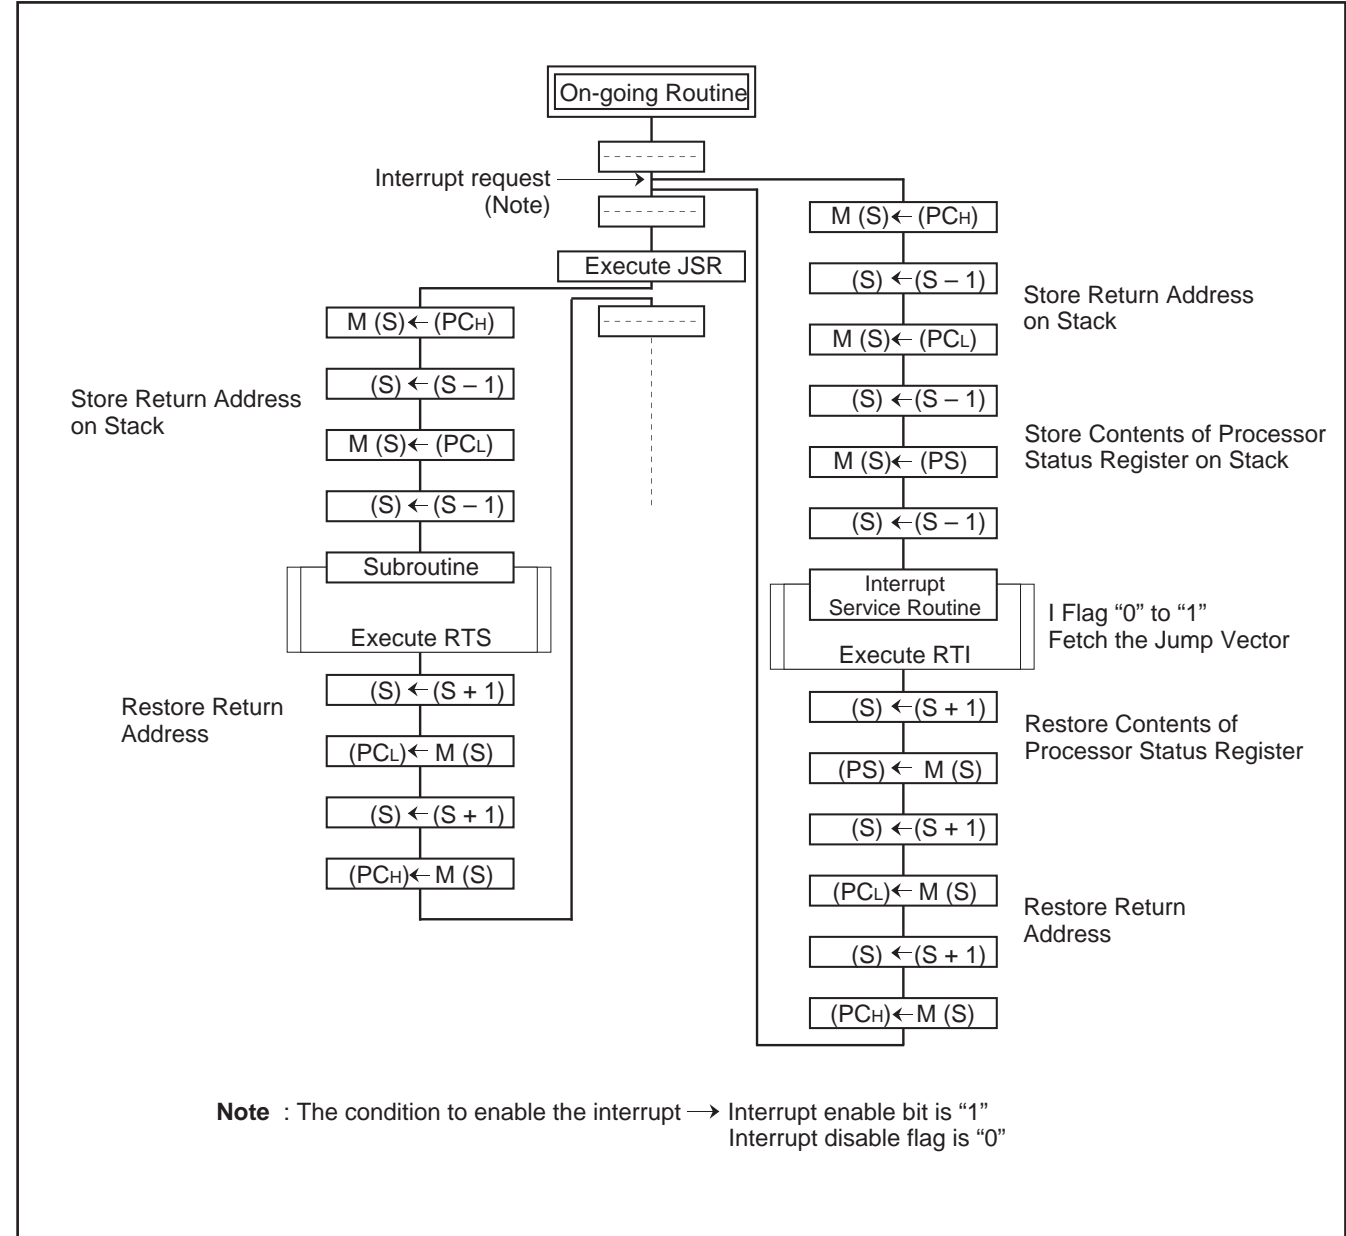 On-going Routine
Interrupt request
(Note)
Execute JSR
M (S) ← (PCH)
(S) ← (S – 1)
M (S) ← (PCL)
(S) ← (S – 1)
Store Return Address
on Stack
Subroutine
Execute RTS
(S) ← (S + 1)
(PCL) ← M (S)
(S) ← (S + 1)
(PCH) ← M (S)
Restore Return
Address
M (S) ← (PCH)
(S) ← (S – 1)
M (S) ← (PCL)
(S) ← (S – 1)
M (S) ← (PS)
(S) ← (S – 1)
Store Return Address
on Stack
Store Contents of Processor
Status Register on Stack
Interrupt
Service Routine
Execute RTI
I Flag “0” to “1”
Fetch the Jump Vector
(S) ← (S + 1)
(PS) ← M (S)
(S) ← (S + 1)
(PCL) ← M (S)
(S) ← (S + 1)
(PCH) ← M (S)
Restore Contents of
Processor Status Register
Restore Return
Address
Note : The condition to enable the interrupt → Interrupt enable bit is “1”
Interrupt disable flag is “0”